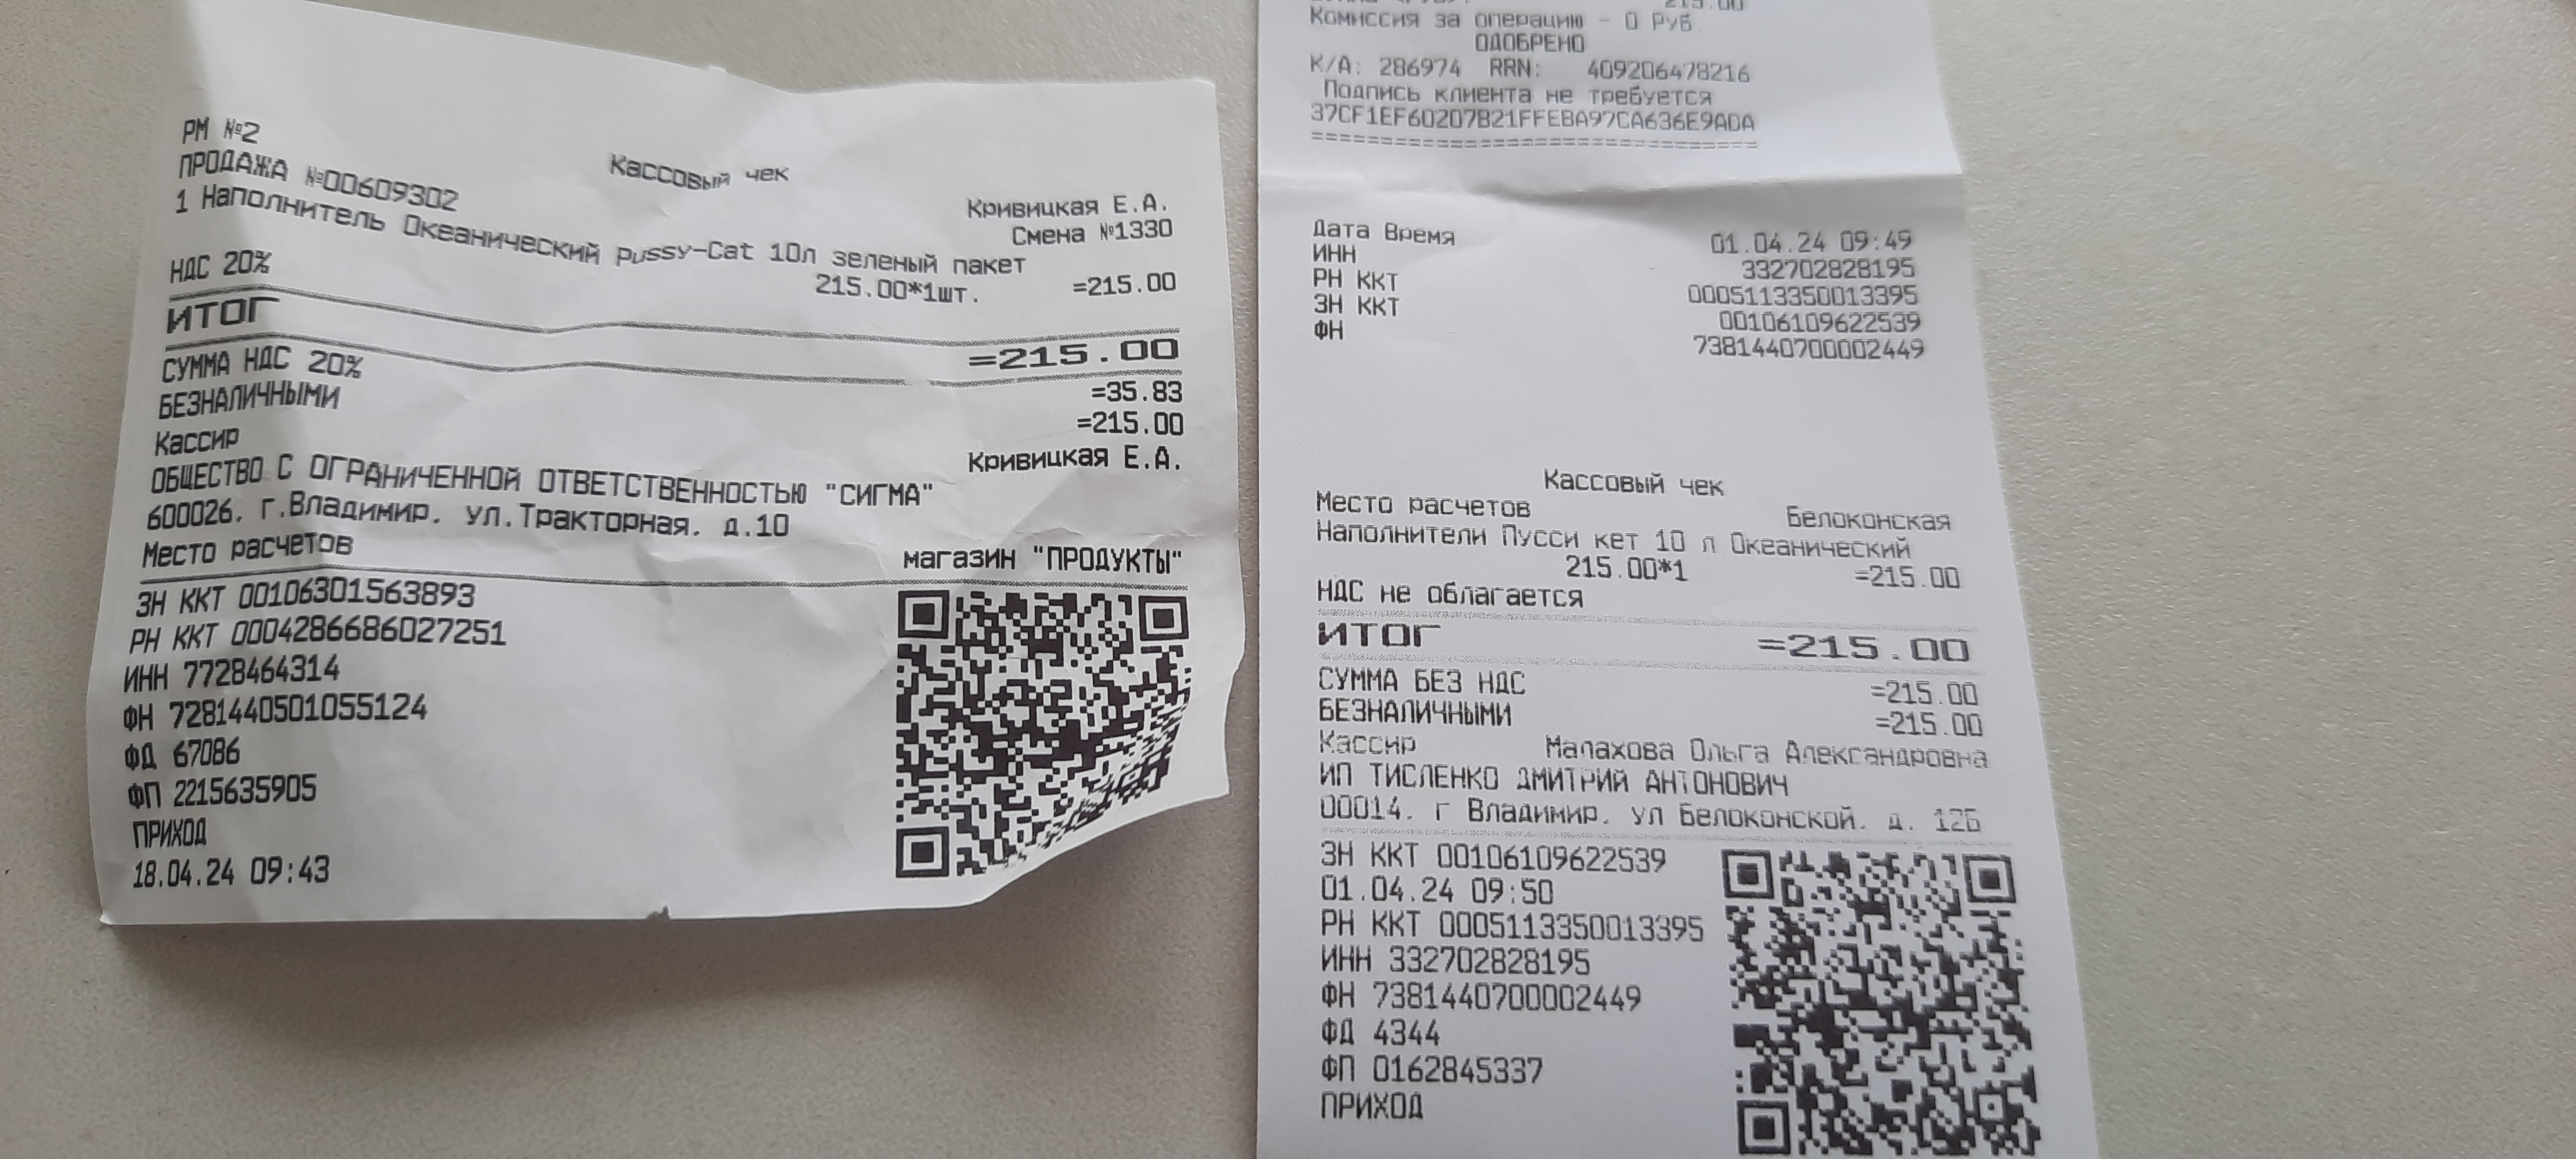 РМ №2
Кассовый чек
ПРОДАЖА №00609302
Кривицкая Е.А.
Смена №1330
1 Наполнитель Океанический pussy-Cat 10л зеленый пакет
215.00*1шт. =215.00
НДС 20%
ИТОГ =215.00
СУММА НДС 20% =35.83
БЕЗНАЛИЧНЫМИ =215.00
Кассир Кривицкая Е.А.
ОБЩЕСТВО С ОГРАНИЧЕННОЙ ОТВЕТСТВЕННОСТЬЮ "СИГМА"
600026, г.Владимир, ул.Тракторная, д.10
Место расчетов магазин "ПРОДУКТЫ"
ЗН ККТ 00106301563893
РН ККТ 0004286686027251
ИНН 7728464314
ФН 7281440501055124
ФД 67086
ФП 2215635905
ПРИХОД
18.04.24 09:43
215.00
Комиссия за операцию - 0 Руб.
ОДОБРЕНО
К/А: 286974 RRN: 409206478216
Подпись клиента не требуется
37CF1EF60207B21FFEBA97CA636E9ADA
================================
Дата Время 01.04.24 09:49
ИНН 332702828195
РН ККТ 0005113350013395
ЗН ККТ 00106109622539
ФН 7381440700002449
Кассовый чек
Место расчетов Белоконская
Наполнители Пусси кет 10 л Океанический
215.00*1 =215.00
НДС не облагается
ИТОГ =215.00
СУММА БЕЗ НДС =215.00
БЕЗНАЛИЧНЫМИ =215.00
Кассир Малахова Ольга Александровна
ИП ТИСЛЕНКО ДМИТРИЙ АНТОНОВИЧ
00014, г Владимир, ул Белоконской, д. 12Б
ЗН ККТ 00106109622539
01.04.24 09:50
РН ККТ 0005113350013395
ИНН 332702828195
ФН 7381440700002449
ФД 4344
ФП 0162845337
ПРИХОД